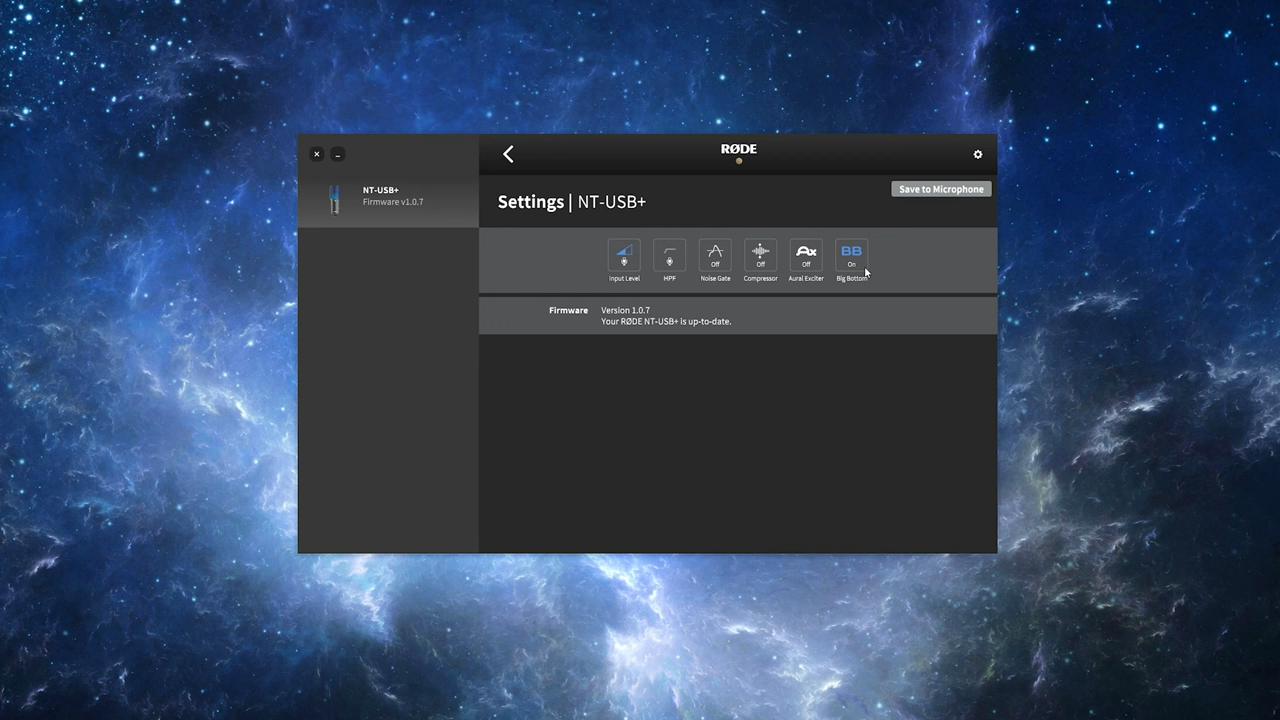 NT-USB+
Firmware v1.0.7
RØDE
Save to Microphone
Settings | NT-USB+
Off
Off
Ax
Off
BB
On
Input Level
HPF
Noise Gate
Compressor
Aural Exciter
Big Bottom
Firmware
Version 1.0.7
Your RØDE NT-USB+ is up-to-date.